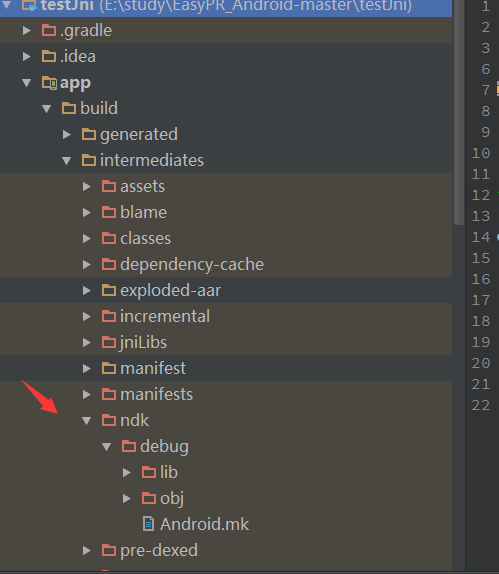 testJni (E:\study\EasyPR_Android-master\testJni)
.gradle
.idea
app
build
generated
intermediates
assets
blame
classes
dependency-cache
exploded-aar
incremental
jniLibs
manifest
manifests
ndk
debug
lib
obj
Android.mk
pre-dexed
1
2
3
6
7
8
9
10
11
12
13
14
15
16
17
18
19
20
21
22